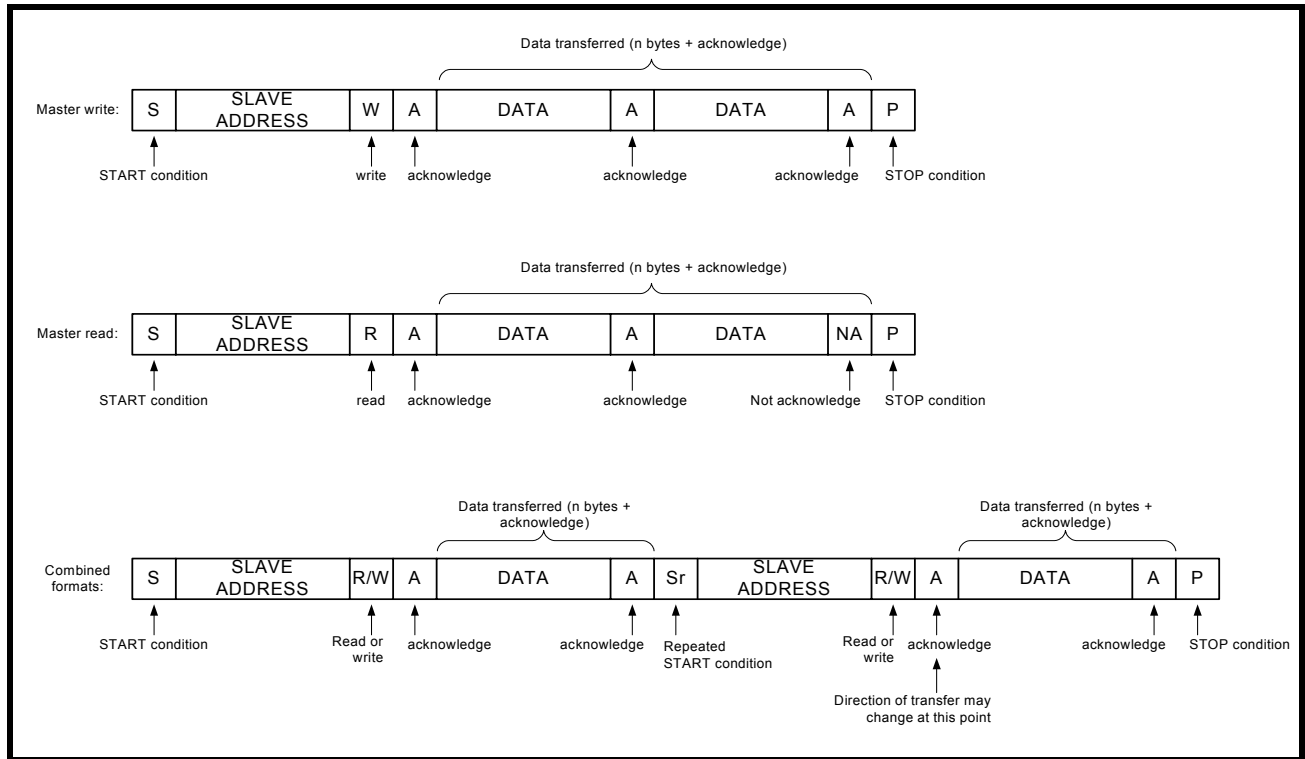 Data transferred (n bytes + acknowledge)
Master write: S SLAVE ADDRESS W A DATA A DATA A P
START condition write acknowledge acknowledge acknowledge STOP condition
Data transferred (n bytes + acknowledge)
Master read: S SLAVE ADDRESS R A DATA A DATA NA P
START condition read acknowledge acknowledge Not acknowledge STOP condition
Data transferred (n bytes +
acknowledge)
Data transferred (n bytes +
acknowledge)
Combined
formats:
S SLAVE ADDRESS R/W A DATA A Sr SLAVE ADDRESS R/W A DATA A P
START condition
Read or
write
acknowledge
acknowledge
Repeated
START condition
Read or
write
acknowledge
acknowledge
STOP condition
Direction of transfer may
change at this point